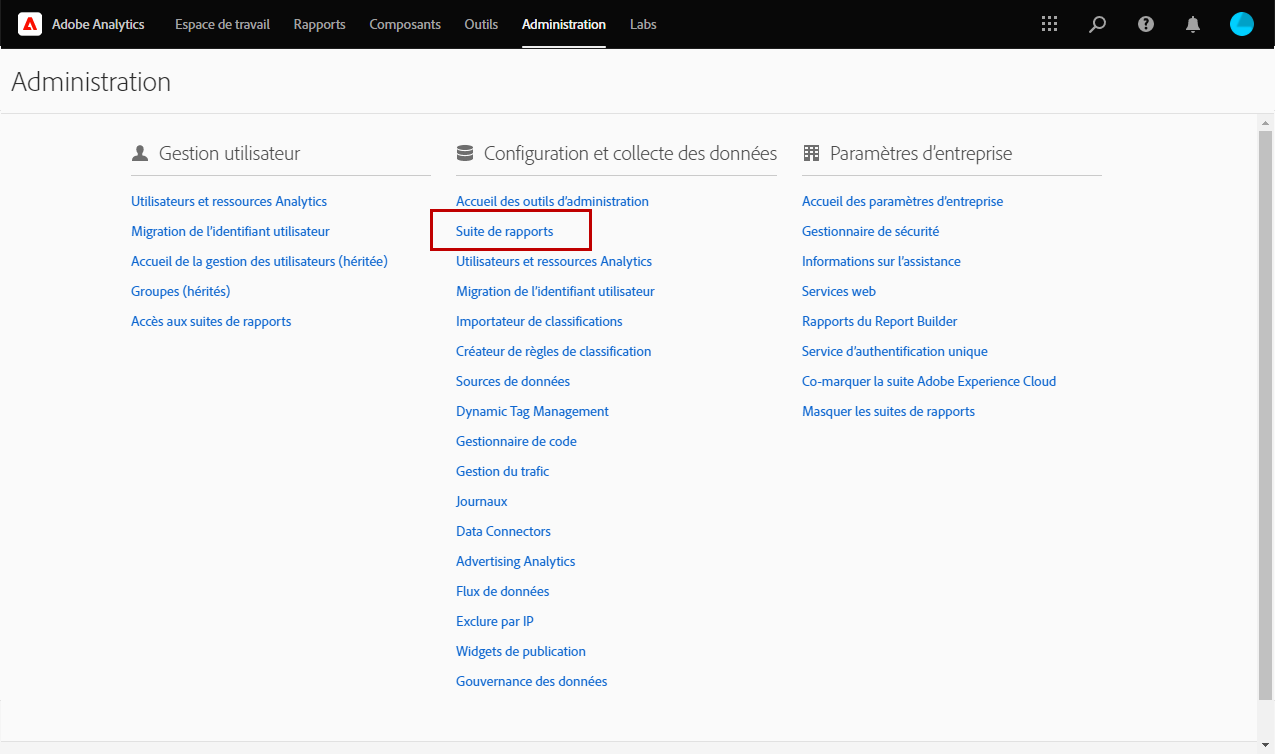 Adobe Analytics Espace de travail Rapports Composants Outils Administration Labs
Administration
Gestion utilisateur
Utilisateurs et ressources Analytics
Migration de l’identifiant utilisateur
Accueil de la gestion des utilisateurs (héritée)
Groupes (hérités)
Accès aux suites de rapports
Configuration et collecte des données
Accueil des outils d’administration
Suite de rapports
Utilisateurs et ressources Analytics
Migration de l’identifiant utilisateur
Importateur de classifications
Créateur de règles de classification
Sources de données
Dynamic Tag Management
Gestionnaire de code
Gestion du trafic
Journaux
Data Connectors
Advertising Analytics
Flux de données
Exclure par IP
Widgets de publication
Gouvernance des données
Paramètres d’entreprise
Accueil des paramètres d’entreprise
Gestionnaire de sécurité
Informations sur l’assistance
Services web
Rapports du Report Builder
Service d’authentification unique
Co-marquer la suite Adobe Experience Cloud
Masquer les suites de rapports